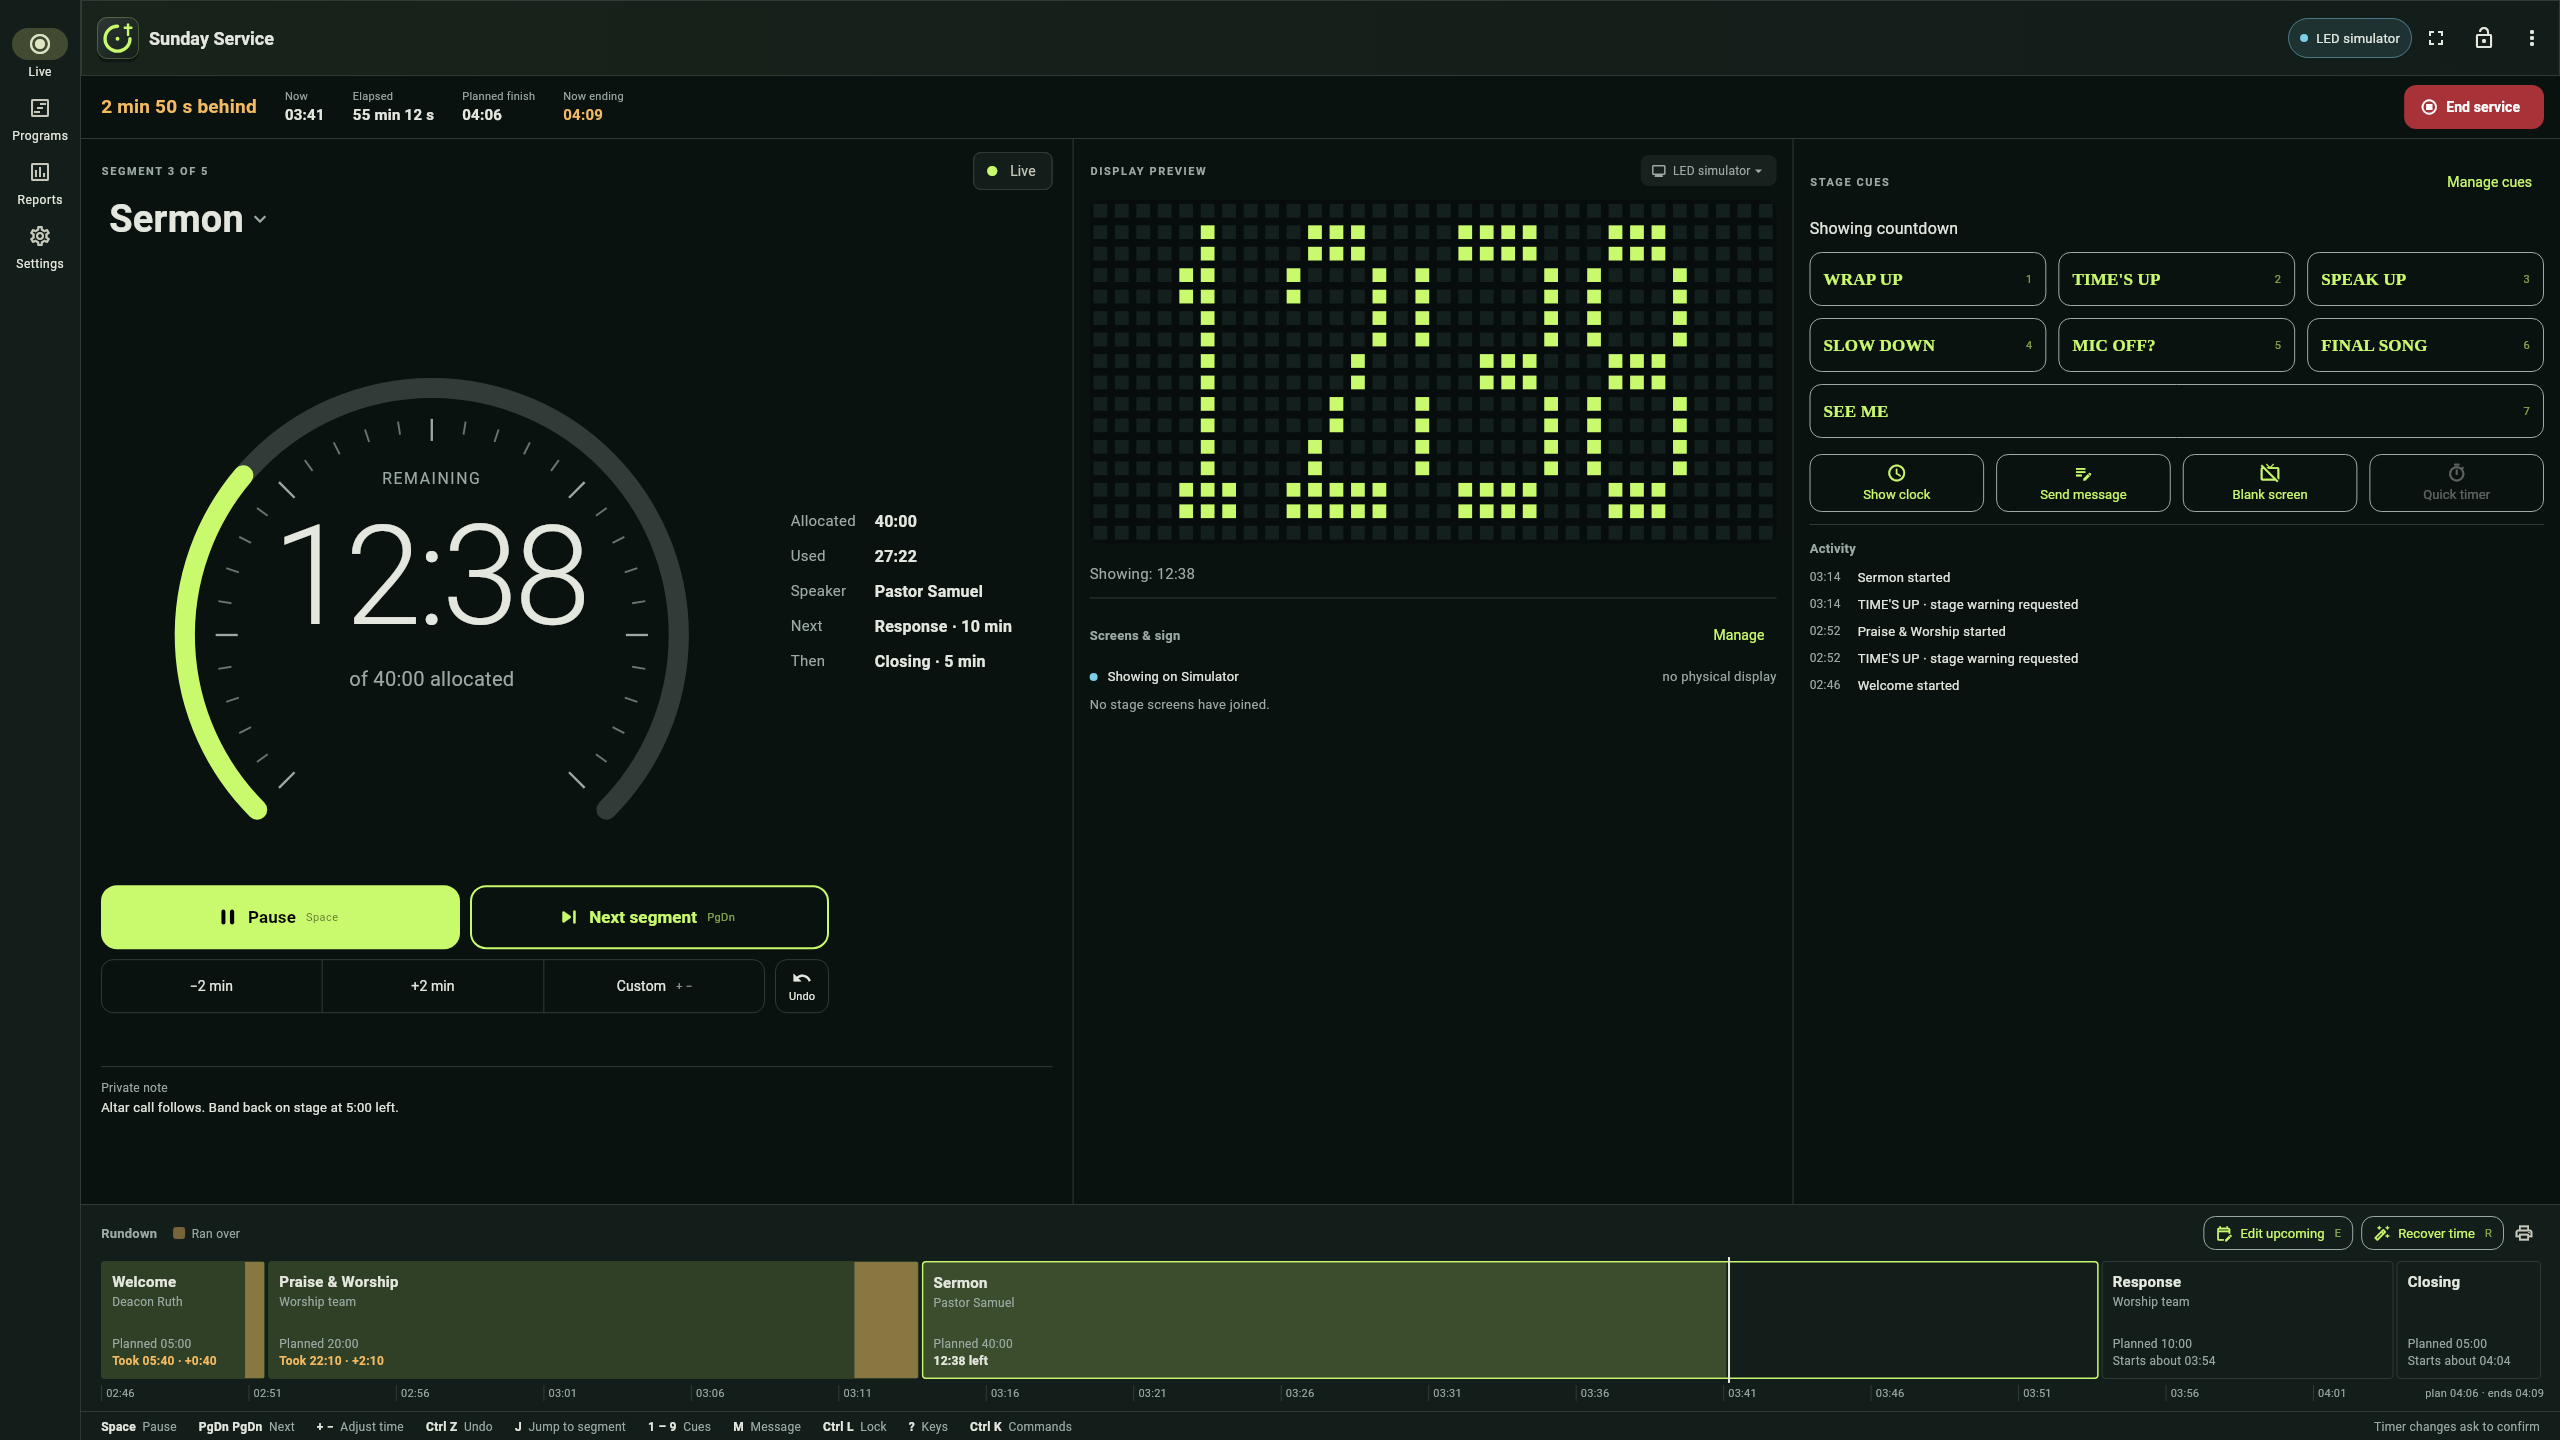 Sunday Service
LED simulator
Live
Programs
Reports
Settings
2 min 50 s behind
Now
03:41
Elapsed
55 min 12 s
Planned finish
04:06
Now ending
04:09
End service
SEGMENT 3 OF 5
Live
Sermon
REMAINING
12:38
of 40:00 allocated
Allocated 40:00
Used 27:22
Speaker Pastor Samuel
Next Response · 10 min
Then Closing · 5 min
Pause Space
Next segment PgDn
−2 min
+2 min
Custom + −
Undo
Private note
Altar call follows. Band back on stage at 5:00 left.
DISPLAY PREVIEW
LED simulator
12 38
Showing: 12:38
Screens & sign
Manage
Showing on Simulator
no physical display
No stage screens have joined.
STAGE CUES
Manage cues
Showing countdown
WRAP UP 1
TIME'S UP 2
SPEAK UP 3
SLOW DOWN 4
MIC OFF? 5
FINAL SONG 6
SEE ME 7
Show clock
Send message
Blank screen
Quick timer
Activity
03:14 Sermon started
03:14 TIME'S UP · stage warning requested
02:52 Praise & Worship started
02:52 TIME'S UP · stage warning requested
02:46 Welcome started
Rundown
Ran over
Edit upcoming E
Recover time R
Welcome
Deacon Ruth
Planned 05:00
Took 05:40 · +0:40
Praise & Worship
Worship team
Planned 20:00
Took 22:10 · +2:10
Sermon
Pastor Samuel
Planned 40:00
12:38 left
Response
Worship team
Planned 10:00
Starts about 03:54
Closing
Planned 05:00
Starts about 04:04
02:46 02:51 02:56 03:01 03:06 03:11 03:16 03:21 03:26 03:31 03:36 03:41 03:46 03:51 03:56 04:01 plan 04:06 · ends 04:09
Space Pause PgDn PgDn Next + − Adjust time Ctrl Z Undo J Jump to segment 1 – 9 Cues M Message Ctrl L Lock ? Keys Ctrl K Commands
Timer changes ask to confirm